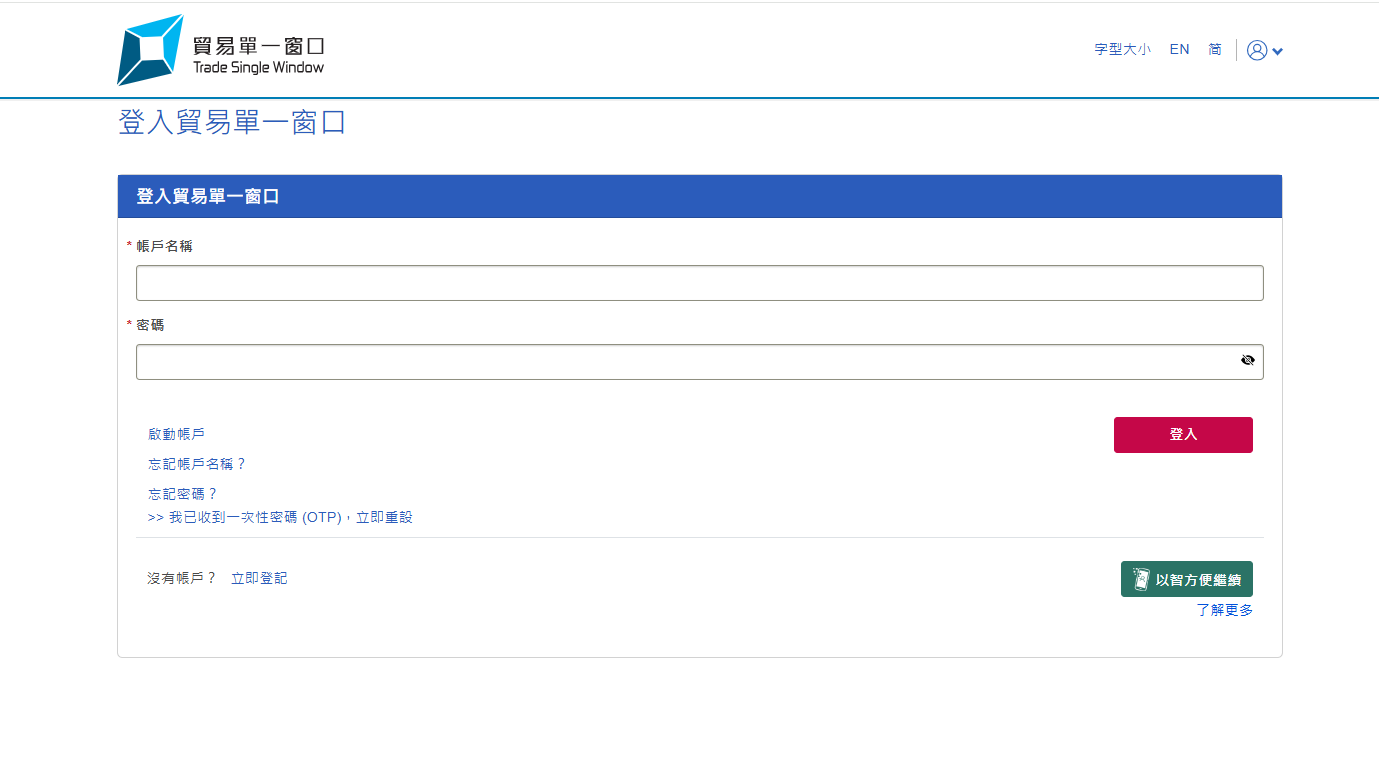 貿易單一窗口
Trade Single Window
字型大小 EN 简
登入貿易單一窗口
登入貿易單一窗口
* 帳戶名稱
* 密碼
啟動帳戶
登入
忘記帳戶名稱？
忘記密碼？
>> 我已收到一次性密碼 (OTP)，立即重設
沒有帳戶？ 立即登記
以智方便繼續
了解更多